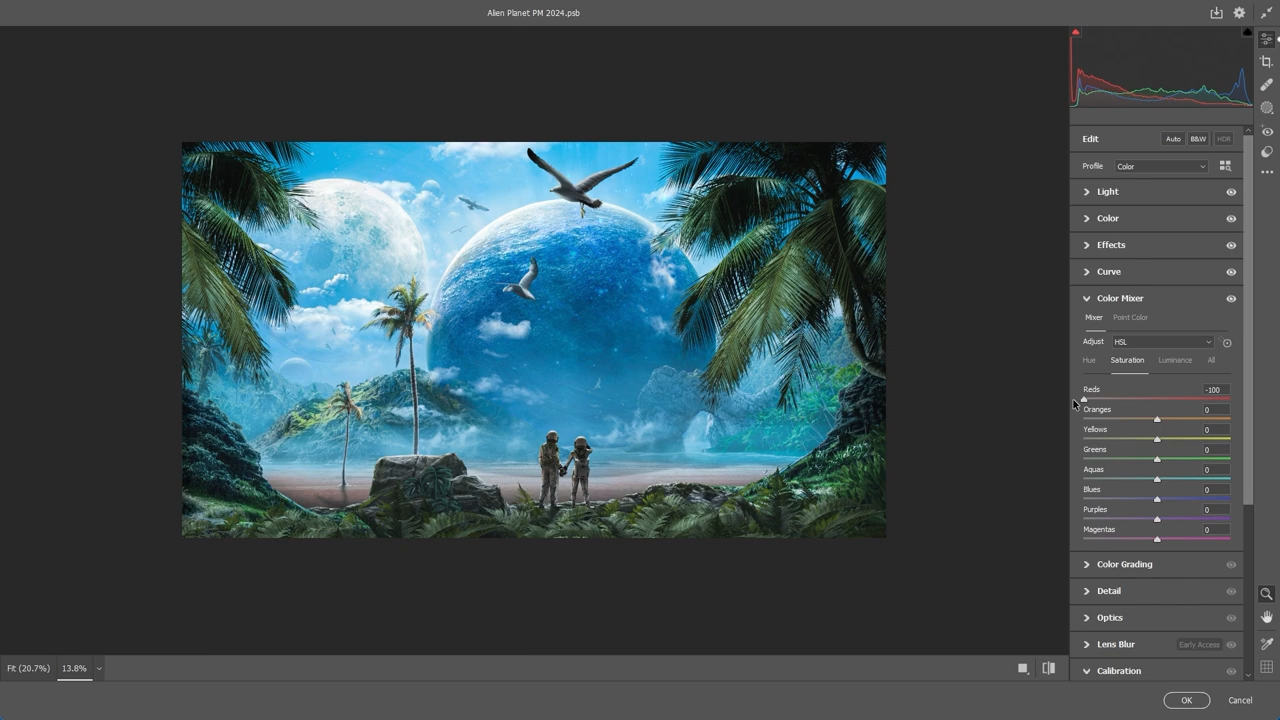 Alien Planet PM 2024.psb
Edit Auto B&W HDR
Profile Color
Light
Color
Effects
Curve
Color Mixer
Mixer Point Color
Adjust HSL
Hue Saturation Luminance All
Reds -100
Oranges 0
Yellows 0
Greens 0
Aquas 0
Blues 0
Purples 0
Magentas 0
Color Grading
Detail
Optics
Lens Blur Early Access
Calibration
Fit (20.7%) 13.8%
OK Cancel